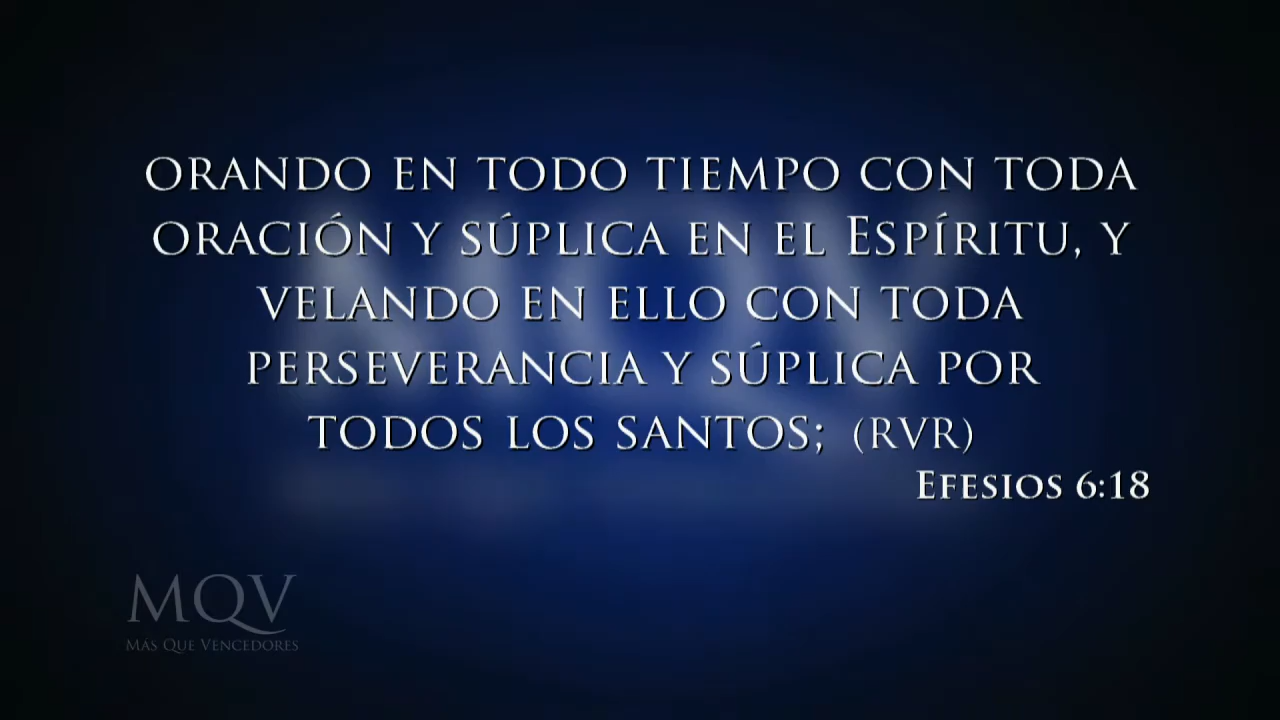 ORANDO EN TODO TIEMPO CON TODA
ORACIÓN Y SÚPLICA EN EL ESPÍRITU, Y
VELANDO EN ELLO CON TODA
PERSEVERANCIA Y SÚPLICA POR
TODOS LOS SANTOS; (RVR)
EFESIOS 6:18
MQV
MÁS QUE VENCEDORES